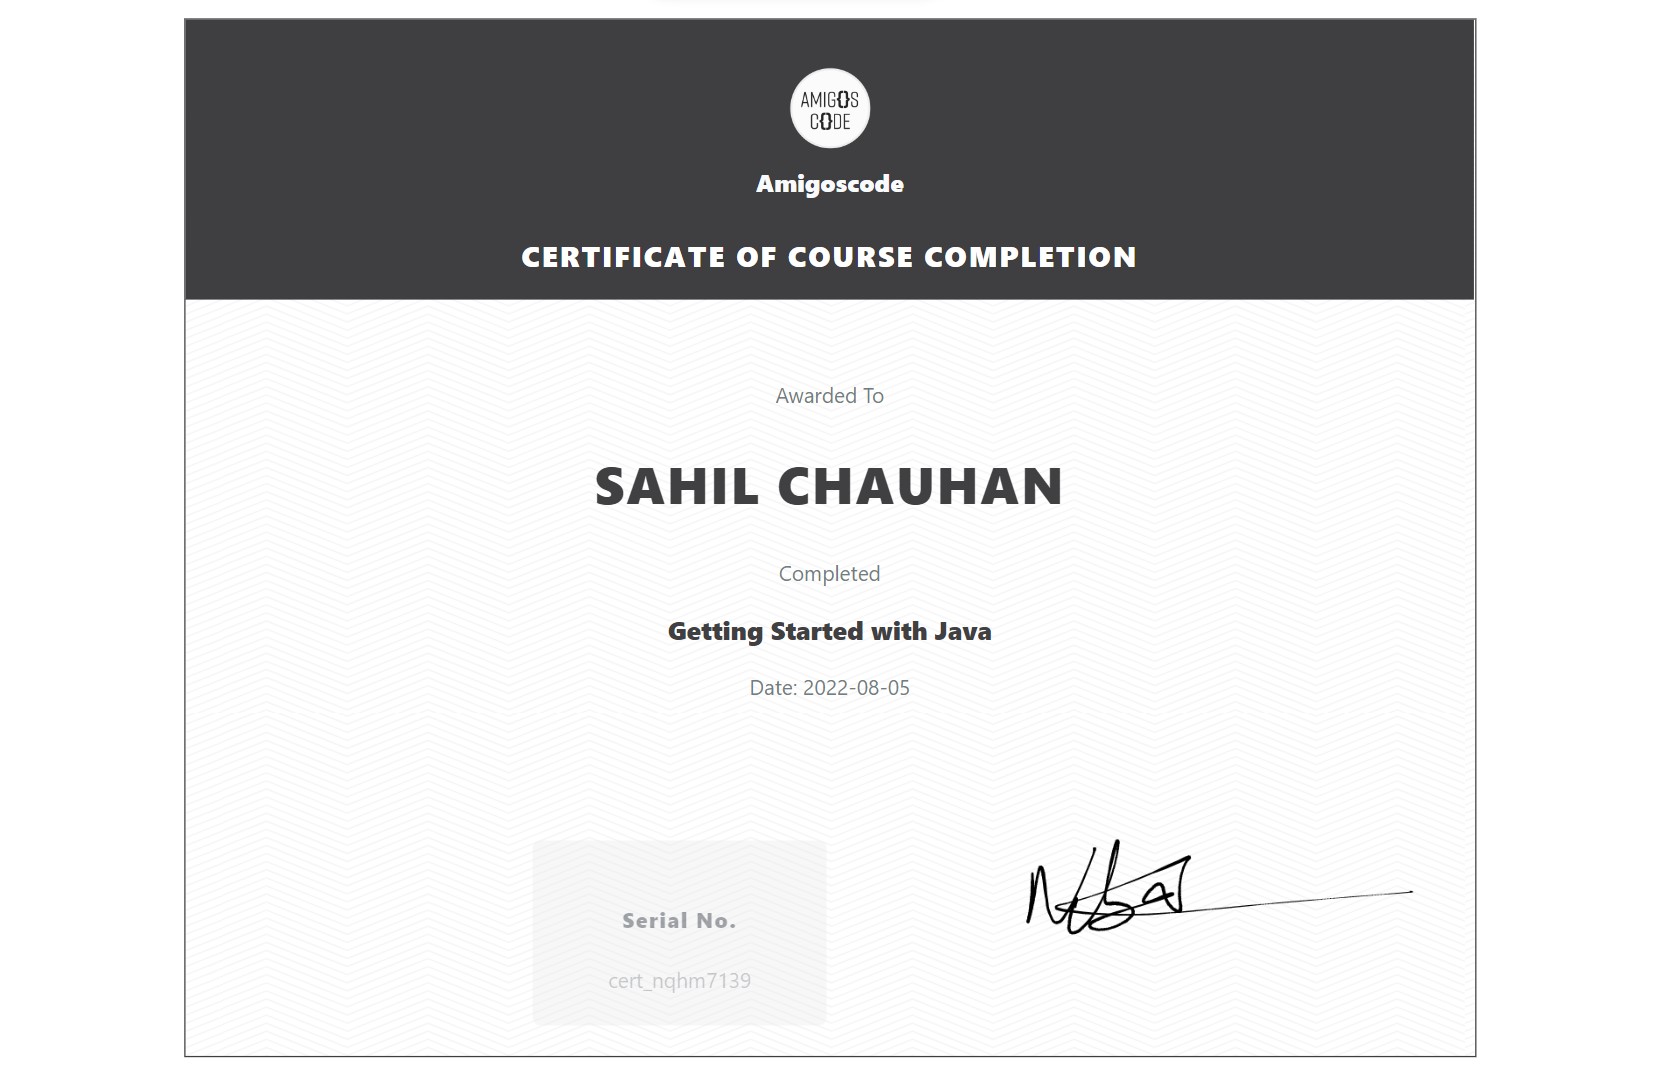 AMIGOS
CODE
Amigoscode
CERTIFICATE OF COURSE COMPLETION
Awarded To
SAHIL CHAUHAN
Completed
Getting Started with Java
Date: 2022-08-05
Serial No.
cert_nqhm7139